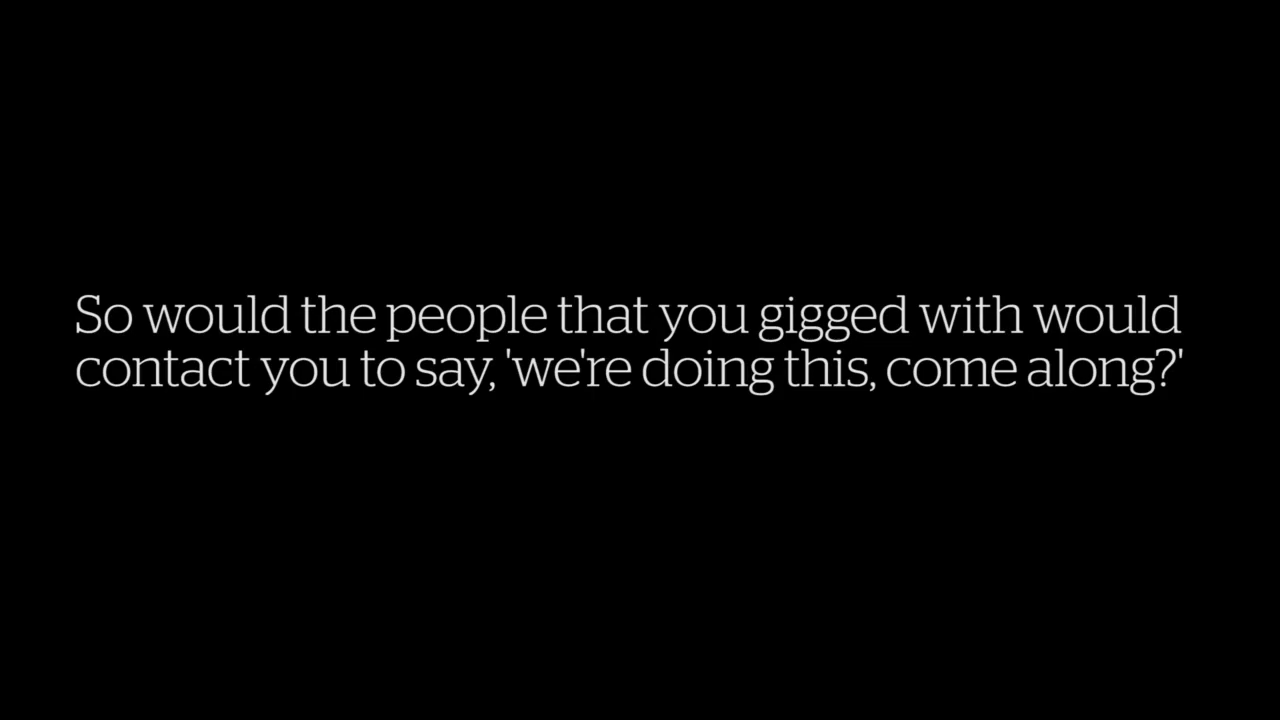 So would the people that you gigged with would
contact you to say, 'we're doing this, come along?'